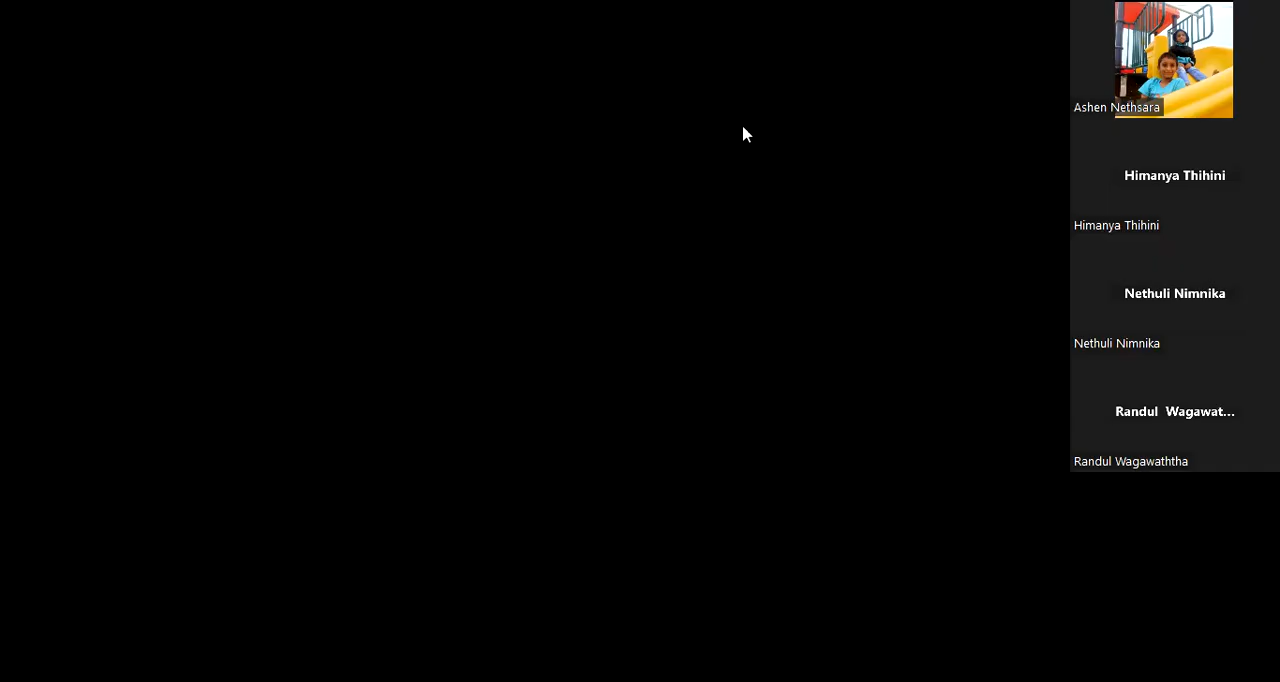 Ashen Nethsara
Himanya Thihini
Himanya Thihini
Nethuli Nimnika
Nethuli Nimnika
Randul Wagawat...
Randul Wagawaththa